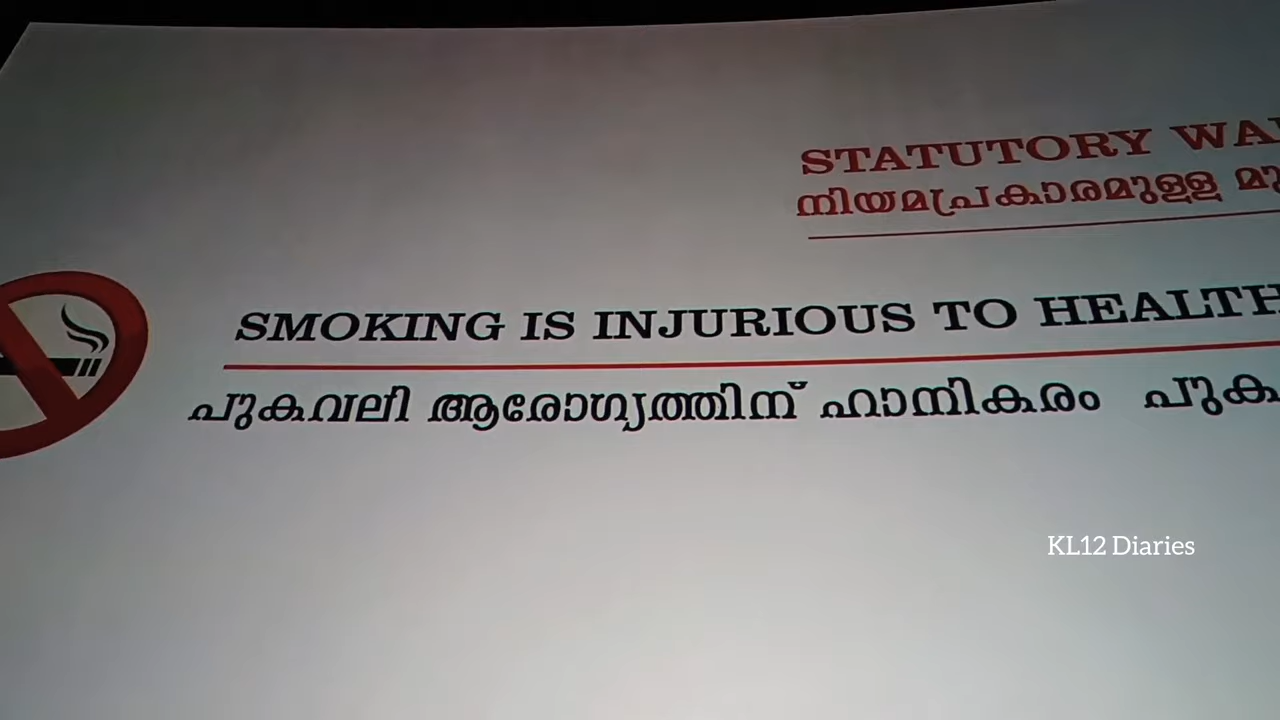 STATUTORY
നിയമപ്രകാരമുള്ള
SMOKING IS INJURIOUS TO HEALTH
പുകവലി ആരോഗ്യത്തിന് ഹാനികരം
KL12 Diaries